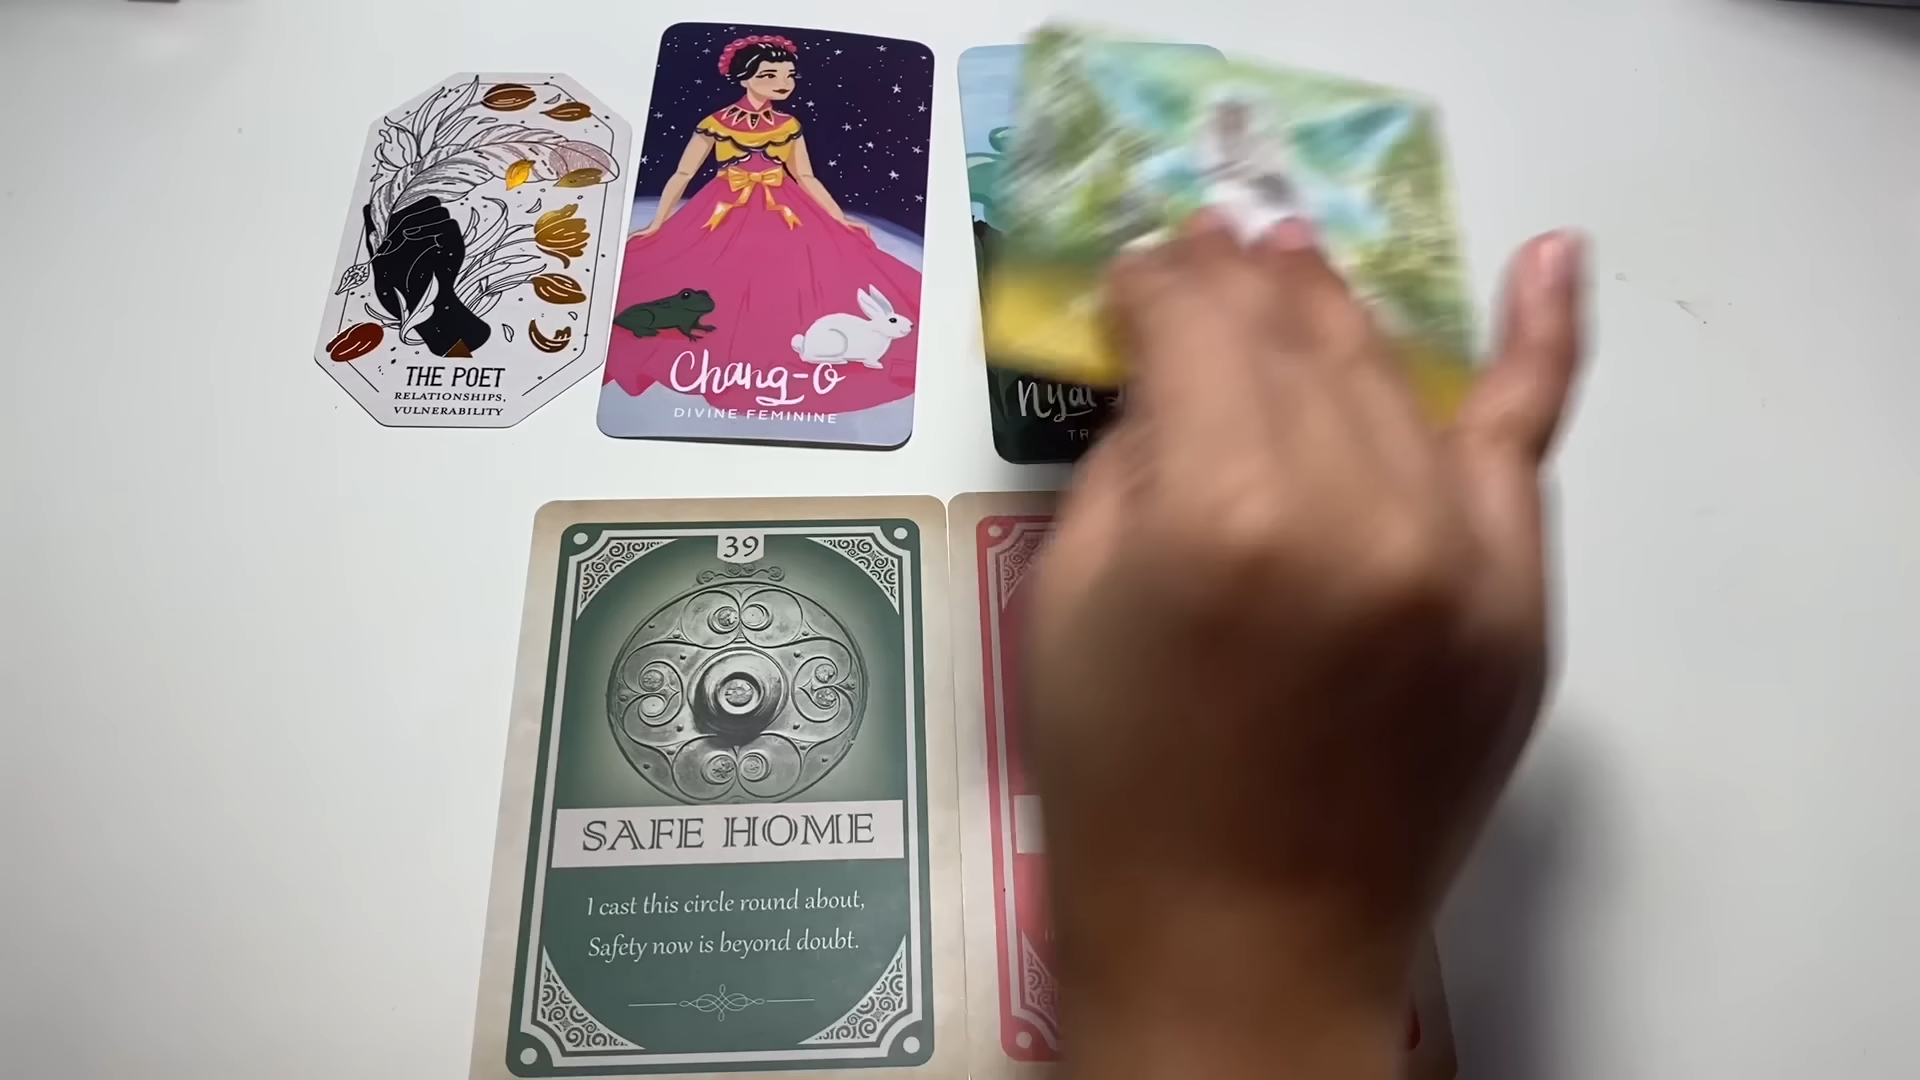 THE POET
RELATIONSHIPS,
VULNERABILITY
Chang-O
DIVINE FEMININE
39
SAFE HOME
I cast this circle round about,
Safety now is beyond doubt.